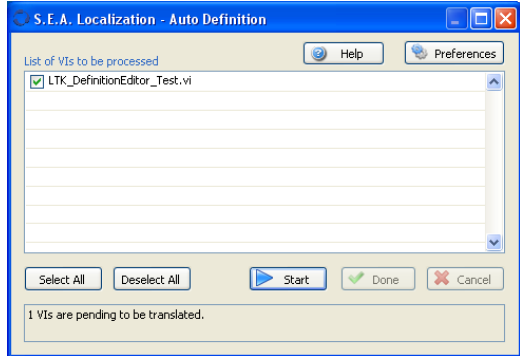 S.E.A. Localization - Auto Definition
Help
Preferences
List of VIs to be processed
LTK_DefinitionEditor_Test.vi
Select All
Deselect All
Start
Done
Cancel
1 VIs are pending to be translated.